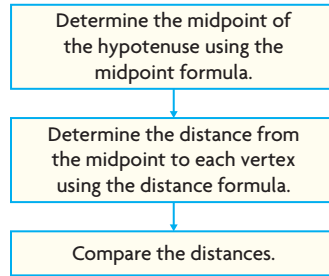 Determine the midpoint of
the hypotenuse using the
midpoint formula.
Determine the distance from
the midpoint to each vertex
using the distance formula.
Compare the distances.